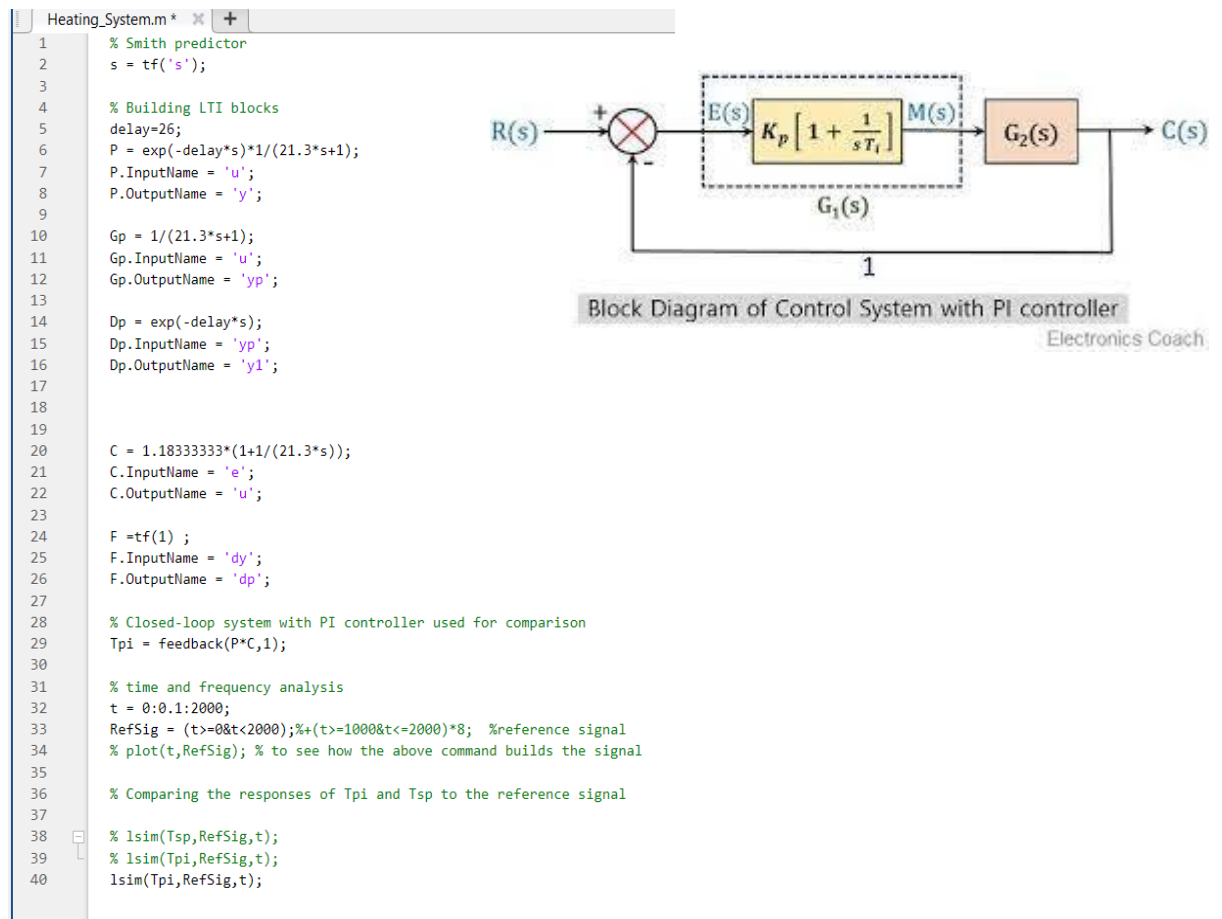 Heating_System.m * × +
1 % Smith predictor
2 s = tf('s');
3
4 % Building LTI blocks
5 delay=26;
6 P = exp(-delay*s)*1/(21.3*s+1);
7 P.InputName = 'u';
8 P.OutputName = 'y';
9
10 Gp = 1/(21.3*s+1);
11 Gp.InputName = 'u';
12 Gp.OutputName = 'yp';
13
14 Dp = exp(-delay*s);
15 Dp.InputName = 'yp';
16 Dp.OutputName = 'y1';
17
18
19
20 C = 1.18333333*(1+1/(21.3*s));
21 C.InputName = 'e';
22 C.OutputName = 'u';
23
24 F =tf(1) ;
25 F.InputName = 'dy';
26 F.OutputName = 'dp';
27
28 % Closed-loop system with PI controller used for comparison
29 Tpi = feedback(P*C,1);
30
31 % time and frequency analysis
32 t = 0:0.1:2000;
33 RefSig = (t>=0&t<2000);%+(t>=1000&t<=2000)*8;  %reference signal
34 % plot(t,RefSig); % to see how the above command builds the signal
35
36 % Comparing the responses of Tpi and Tsp to the reference signal
37
38 % lsim(Tsp,RefSig,t);
39 % lsim(Tpi,RefSig,t);
40 lsim(Tpi,RefSig,t);
R(s) + - E(s) Kp[1 + 1/sTi] M(s) G2(s) C(s)
G1(s)
1
Block Diagram of Control System with PI controller
Electronics Coach